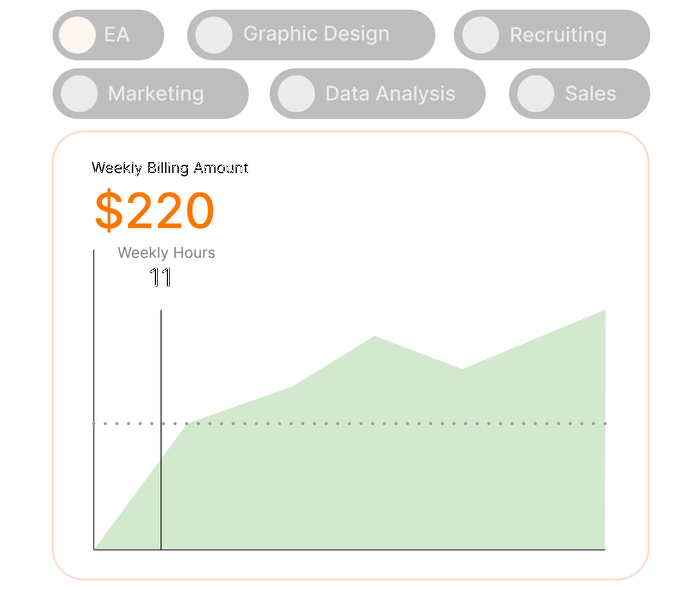 EA
Graphic Design
Recruiting
Marketing
Data Analysis
Sales
Weekly Billing Amount
$220
Weekly Hours
11